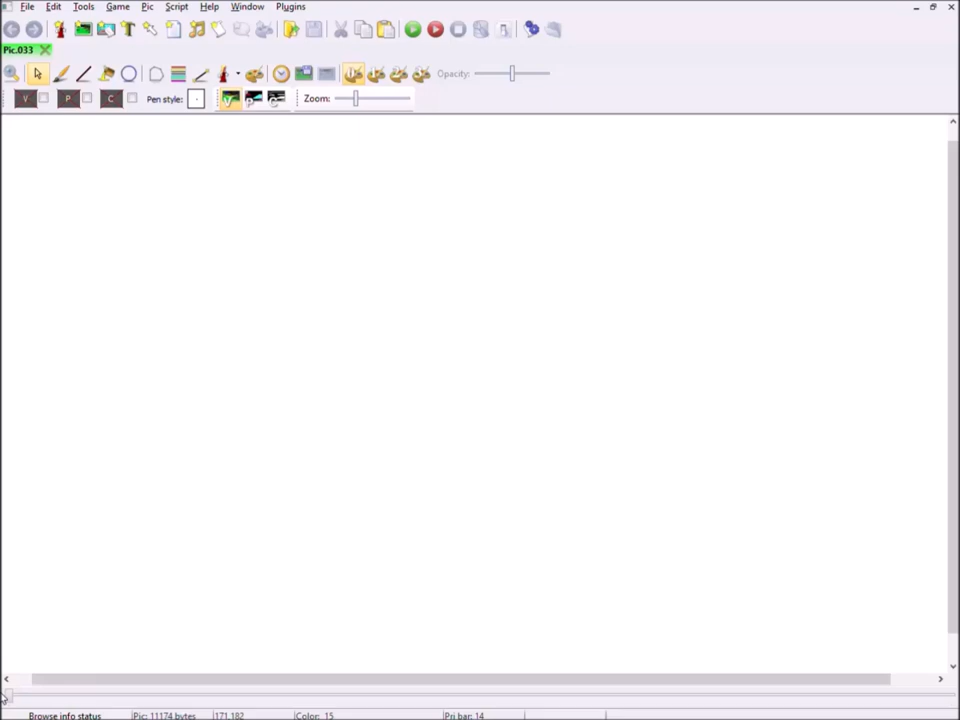 File Edit Tools Game Pic Script Help Window Plugins
Pic.033
Opacity:
V P C Pen style: V P C Zoom:
Browse info status Pic: 11174 bytes 171,182 Color: 15 Pri bar: 14